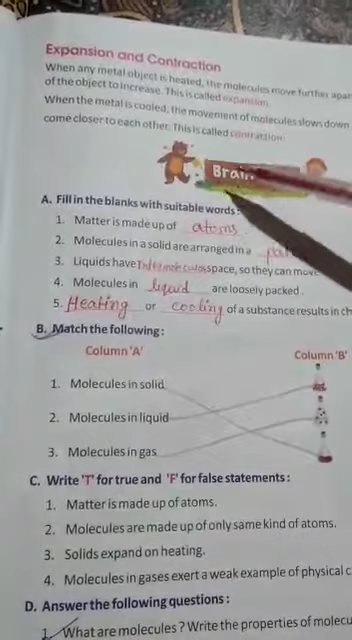 Expansion and Contraction
When any metal object is heated, the molecules move further apar
of the object to increase. This is called expansion.
When the metal is cooled, the movement of molecules slows down
come closer to each other. This is called contraction.
Brain
A. Fill in the blanks with suitable words:
1. Matter is made up of atoms
2. Molecules in a solid are arranged in a
3. Liquids have Intermolecular space, so they can move
4. Molecules in liquid are loosely packed.
5. Heating or cooling of a substance results in ch
B. Match the following:
Column 'A' Column 'B'
1. Molecules in solid
2. Molecules in liquid
3. Molecules in gas
C. Write 'T' for true and 'F' for false statements:
1. Matter is made up of atoms.
2. Molecules are made up of only same kind of atoms.
3. Solids expand on heating.
4. Molecules in gases exert a weak example of physical c
D. Answer the following questions:
1. What are molecules? Write the properties of molecu